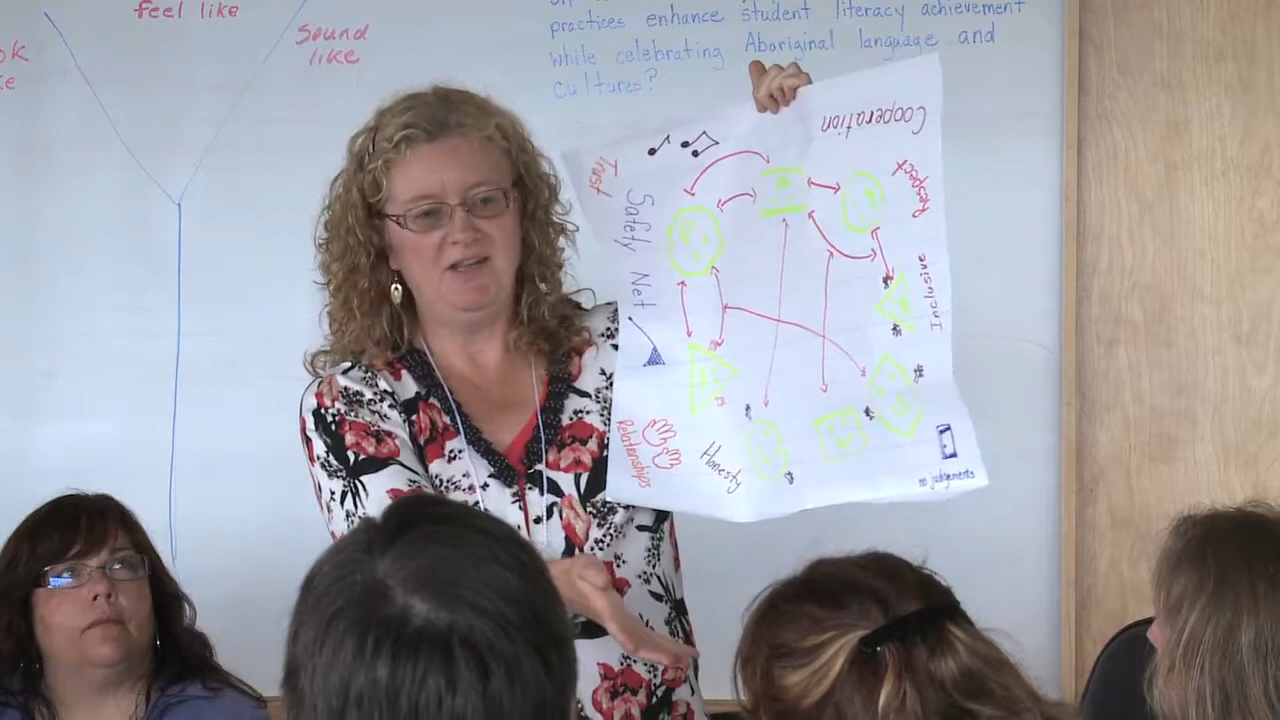 feel like
Sound
like
practices enhance student literacy achievement
while celebrating Aboriginal language and
cultures?
Cooperation
Trust
Respect
Safety Net
Inclusive
Relationships
Honesty
no judgements